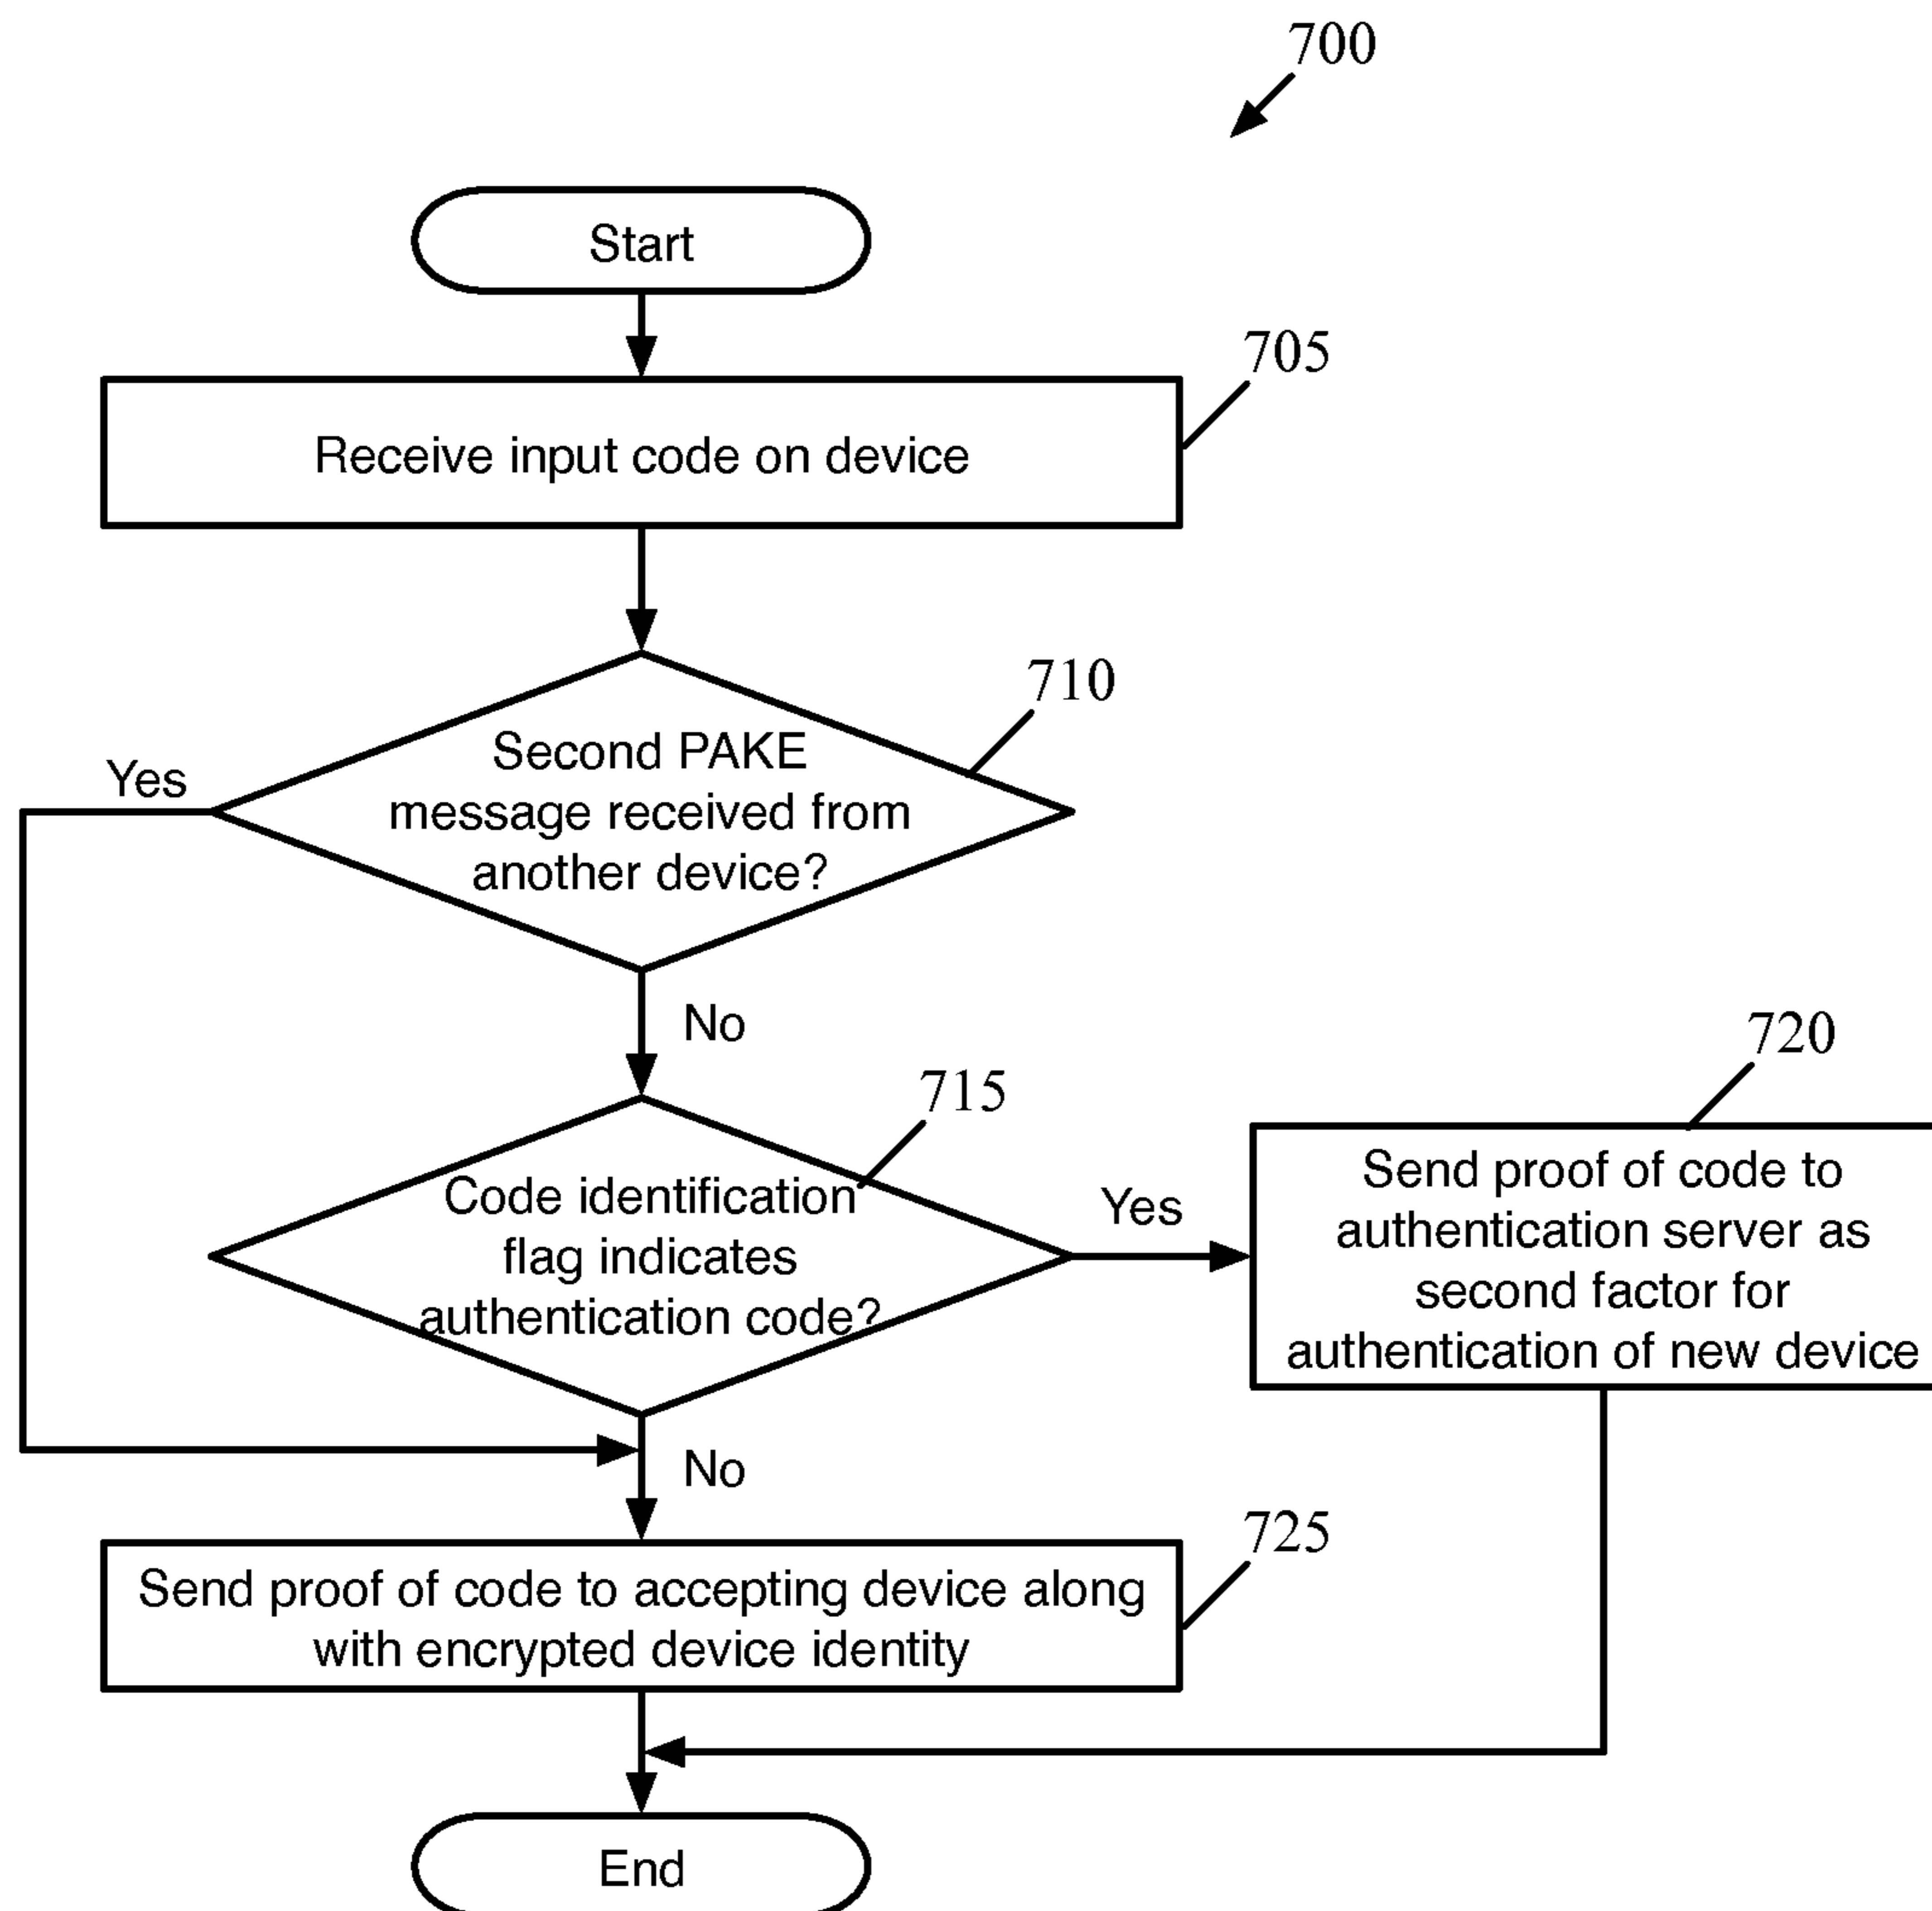 700
Start
705
Receive input code on device
710
Second PAKE
message received from
another device?
Yes
No
715
Code identification
flag indicates
authentication code?
Yes
720
Send proof of code to
authentication server as
second factor for
authentication of new device
No
725
Send proof of code to accepting device along
with encrypted device identity
End